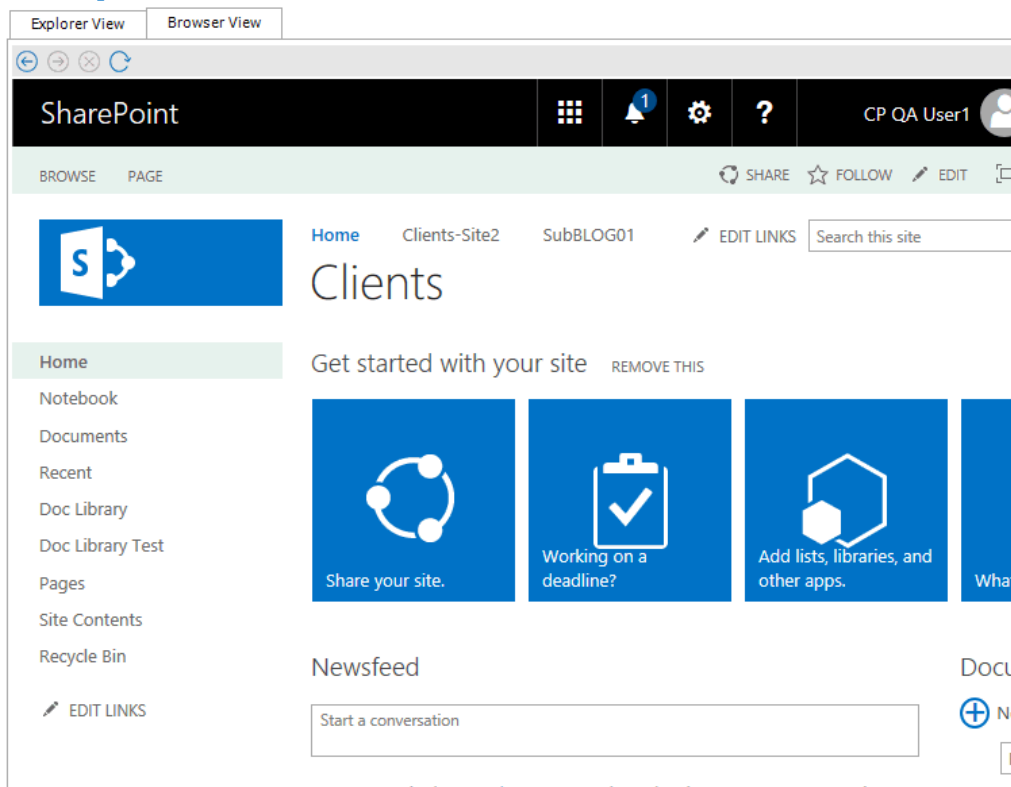 Explorer View Browser View
SharePoint 1 ? CP QA User1
BROWSE PAGE SHARE FOLLOW EDIT
S
Home Clients-Site2 SubBLOG01 EDIT LINKS Search this site
Clients
Home
Notebook
Documents
Recent
Doc Library
Doc Library Test
Pages
Site Contents
Recycle Bin
EDIT LINKS
Get started with your site REMOVE THIS
Share your site.
Working on a
deadline?
Add lists, libraries, and
other apps.
Newsfeed
Start a conversation